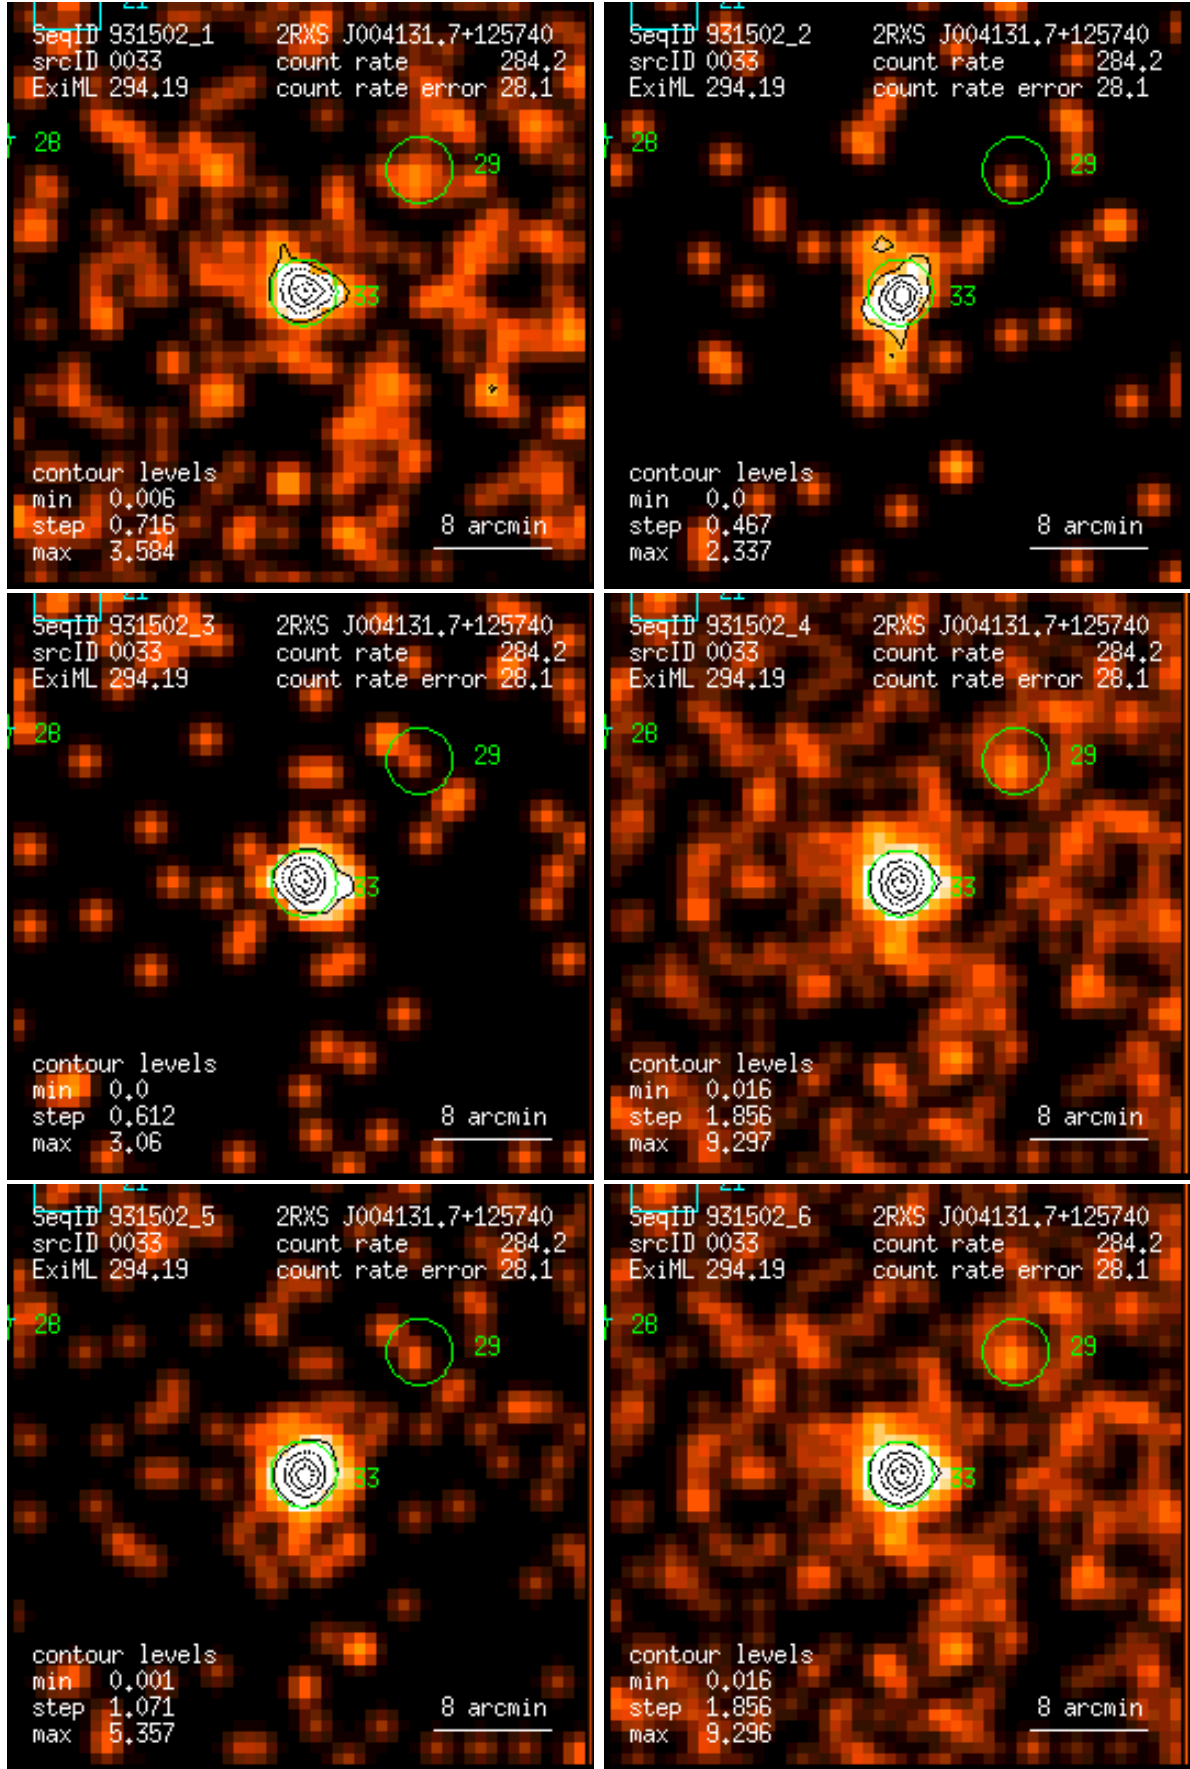 21
SeqID 931502_1 2RXS J004131.7+125740
srcID 0033 count rate 284.2
ExiML 294.19 count rate error 28.1
28
29
33
contour levels
min 0.006
step 0.716
max 3.584
8 arcmin
21
SeqID 931502_2 2RXS J004131.7+125740
srcID 0033 count rate 284.2
ExiML 294.19 count rate error 28.1
28
29
33
contour levels
min 0.0
step 0.467
max 2.337
8 arcmin
21
SeqID 931502_3 2RXS J004131.7+125740
srcID 0033 count rate 284.2
ExiML 294.19 count rate error 28.1
28
29
33
contour levels
min 0.0
step 0.612
max 3.06
8 arcmin
21
SeqID 931502_4 2RXS J004131.7+125740
srcID 0033 count rate 284.2
ExiML 294.19 count rate error 28.1
28
29
33
contour levels
min 0.016
step 1.856
max 9.297
8 arcmin
21
SeqID 931502_5 2RXS J004131.7+125740
srcID 0033 count rate 284.2
ExiML 294.19 count rate error 28.1
28
29
33
contour levels
min 0.001
step 1.071
max 5.357
8 arcmin
21
SeqID 931502_6 2RXS J004131.7+125740
srcID 0033 count rate 284.2
ExiML 294.19 count rate error 28.1
28
29
33
contour levels
min 0.016
step 1.856
max 9.296
8 arcmin